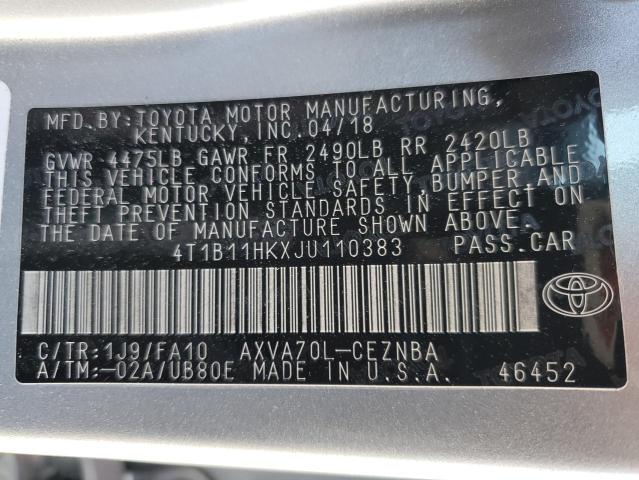 MFD.BY:TOYOTA MOTOR MANUFACTURING,
KENTUCKY,INC.04/18
GVWR 4475LB GAWR FR 2490LB RR 2420LB
THIS VEHICLE CONFORMS TO ALL APPLICABLE
FEDERAL MOTOR VEHICLE SAFETY,BUMPER,AND
THEFT PREVENTION STANDARDS IN EFFECT ON
THE DATE OF MANUFACTURE SHOWN ABOVE.
4T1B11HKXJU110383 PASS.CAR
C/TR:1J9/FA10 AXVA70L-CEZNBA
A/TM:-02A/UB80E MADE IN U.S.A. 46452